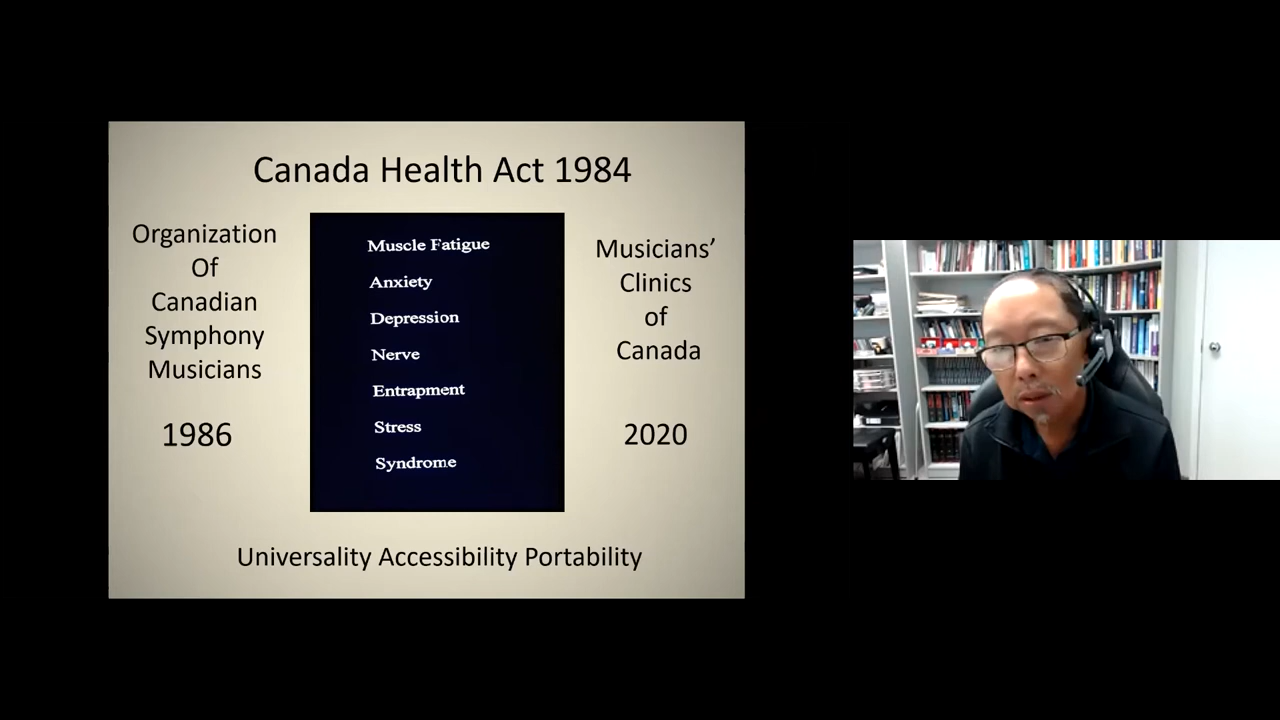 Canada Health Act 1984
Organization
Of
Canadian
Symphony
Musicians
1986
Muscle Fatigue
Anxiety
Depression
Nerve
Entrapment
Stress
Syndrome
Musicians’
Clinics
of
Canada
2020
Universality Accessibility Portability